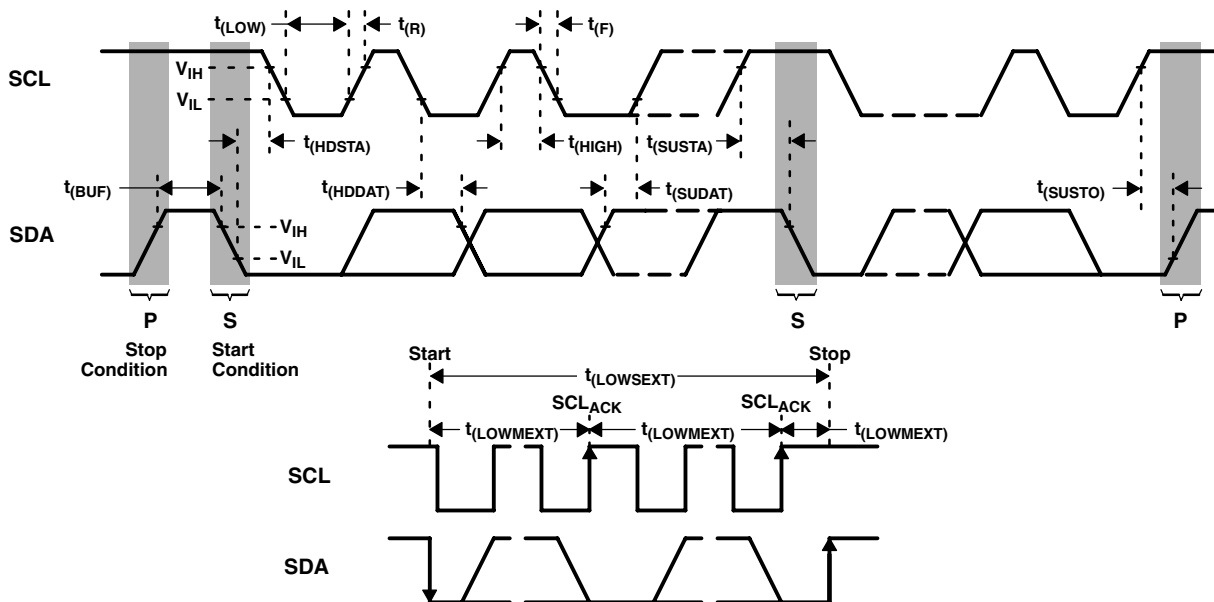 t(LOW)
t(R)
t(F)
SCL
VIH
VIL
t(HDSTA)
t(HIGH)
t(SUSTA)
t(BUF)
t(HDDAT)
t(SUDAT)
t(SUSTO)
SDA
VIH
VIL
P
S
S
P
Stop
Condition
Start
Condition
Start
Stop
t(LOWSEXT)
SCLACK
SCLACK
t(LOWMEXT)
t(LOWMEXT)
t(LOWMEXT)
SCL
SDA